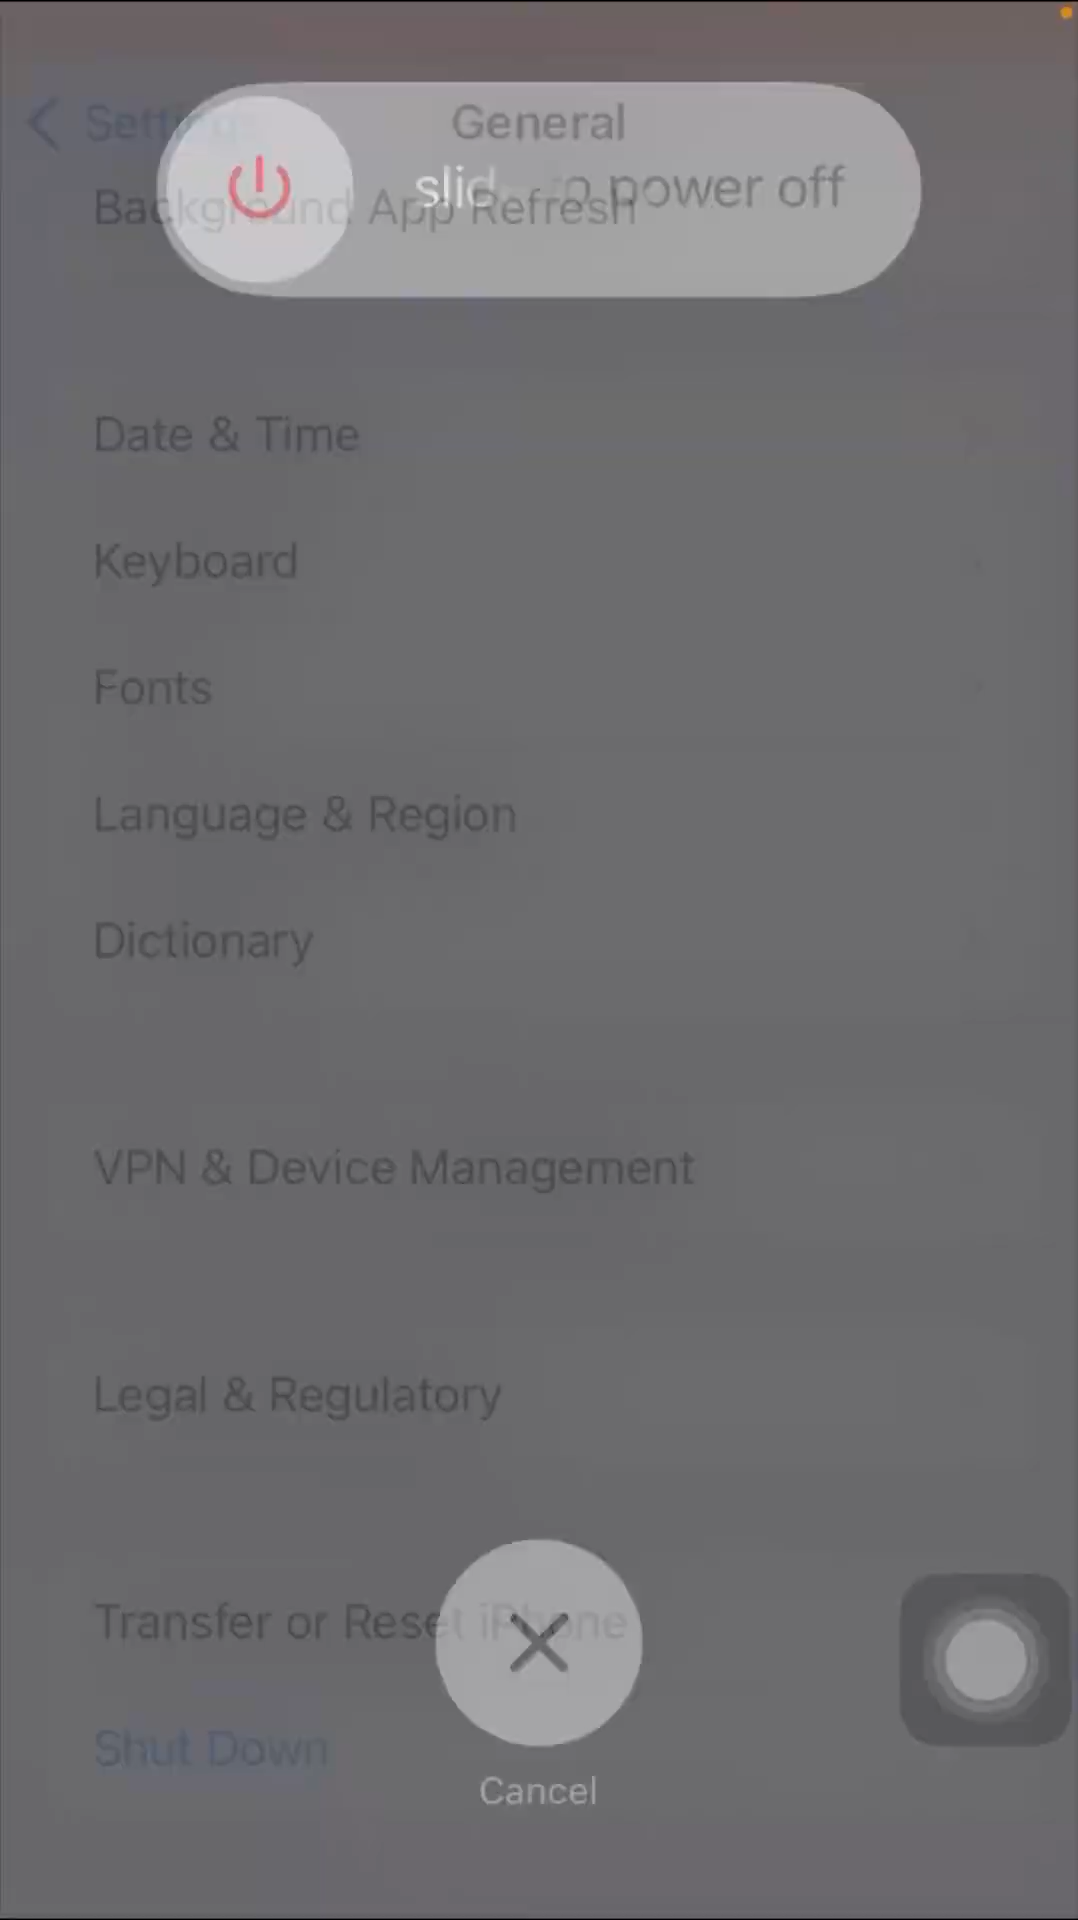 Settings
General
slide to power off
Background App Refresh
Date & Time
Keyboard
Fonts
Language & Region
Dictionary
VPN & Device Management
Legal & Regulatory
Transfer or Reset iPhone
Shut Down
Cancel